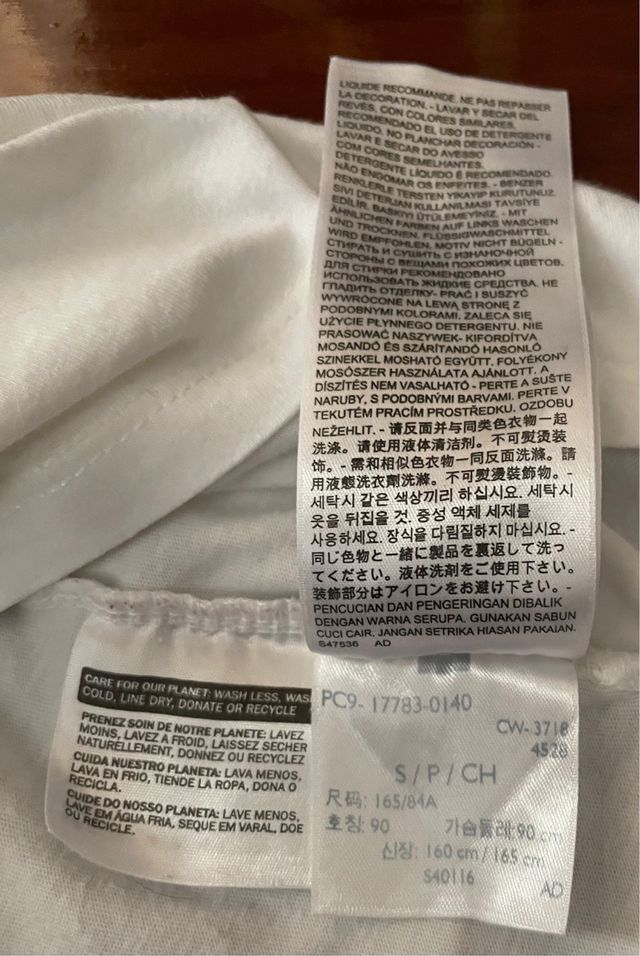 LIQUIDE RECOMMANDE. NE PAS REPASSER
LA DECORATION. - LAVAR Y SECAR DEL
REVÉS, CON COLORES SIMILARES.
RECOMENDADO EL USO DE DETERGENTE
LIQUIDO. NO PLANCHAR DECORACIÓN -
LAVAR E SECAR DO AVESSO
COM CORES SEMELHANTES.
DETERGENTE LÍQUIDO É RECOMENDADO.
NÃO ENGOMAR OS ENFEITES. - BENZER
RENKLERLE TERSTEN YIKAYIP KURUTUNUZ.
SIVI DETERJAN KULLANILMASI TAVSİYE
EDİLİR. BASKIYI ÜTÜLEMEYİNİZ. - MIT
ÄHNLICHEN FARBEN AUF LINKS WASCHEN
UND TROCKNEN. FLÜSSIGWASCHMITTEL
WIRD EMPFOHLEN. MOTIV NICHT BÜGELN -
СТИРАТЬ И СУШИТЬ С ИЗНАНОЧНОЙ
СТОРОНЫ С ВЕЩАМИ ПОХОЖИХ ЦВЕТОВ.
ДЛЯ СТИРКИ РЕКОМЕНДОВАНО
ИСПОЛЬЗОВАТЬ ЖИДКИЕ СРЕДСТВА. НЕ
ГЛАДИТЬ ОТДЕЛКУ- PRAĆ I SUSZYĆ
WYWRÓCONE NA LEWĄ STRONĘ Z
PODOBNYMI KOLORAMI. ZALECA SIĘ
UŻYCIE PŁYNNEGO DETERGENTU. NIE
PRASOWAĆ NASZYWEK- KIFORDÍTVA
MOSANDÓ ÉS SZÁRÍTANDÓ HASONLÓ
SZINEKKEL MOSHATÓ EGYÜTT. FOLYÉKONY
MOSÓSZER HASZNÁLATA AJÁNLOTT. A
DÍSZÍTÉS NEM VASALHATÓ - PERTE A SUŠTE
NARUBY, S PODOBNÝMI BARVAMI. PERTE V
TEKUTÉM PRACÍM PROSTŘEDKU. OZDOBU
NEŽEHLIT. - 请反面并与同类色衣物一起
洗涤。请使用液体清洁剂。不可熨烫装
饰。- 需和相似色衣物一同反面洗滌。請
用液態洗衣劑洗滌。不可熨燙裝飾物。-
세탁시 같은 색상끼리 하십시요. 세탁시
옷을 뒤집을 것. 중성 액체 세제를
사용하세요. 장식을 다림질하지 마십시요. -
同じ色物と一緒に製品を裏返して洗っ
てください。液体洗剤をご使用下さい。
装飾部分はアイロンをお避け下さい。-
PENCUCIAN DAN PENGERINGAN DIBALIK
DENGAN WARNA SERUPA. GUNAKAN SABUN
CUCI CAIR. JANGAN SETRIKA HIASAN PAKAIAN.
S47536 AD
CARE FOR OUR PLANET: WASH LESS, WAS
COLD, LINE DRY, DONATE OR RECYCLE
PRENEZ SOIN DE NOTRE PLANETE: LAVEZ
MOINS, LAVEZ A FROID, LAISSEZ SECHER
NATURELLEMENT, DONNEZ OU RECYCLEZ
CUIDA NUESTRO PLANETA: LAVA MENOS,
LAVA EN FRIO, TIENDE LA ROPA, DONA O
RECICLA.
CUIDE DO NOSSO PLANETA: LAVE MENOS,
LAVE EM ÁGUA FRIA, SEQUE EM VARAL, DOE
OU RECICLE.
PC9- 17783-0140
CW- 3718
4528
S / P / CH
尺码: 165/84A
호칭: 90 가슴둘레: 90 cm
신장: 160 cm / 165 cm
S40116
AD